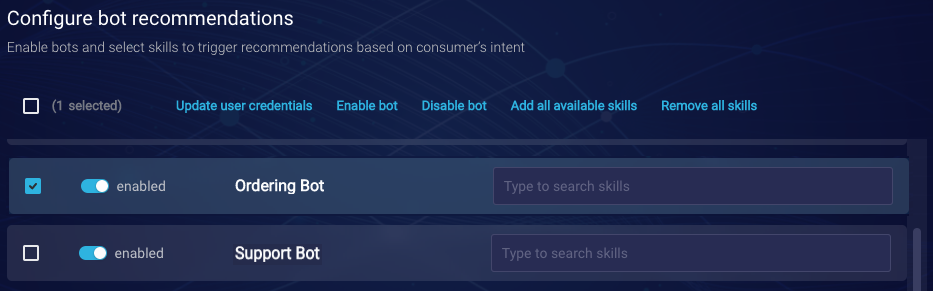 Configure bot recommendations
Enable bots and select skills to trigger recommendations based on consumer's intent
(1 selected) Update user credentials Enable bot Disable bot Add all available skills Remove all skills
enabled Ordering Bot Type to search skills
enabled Support Bot Type to search skills